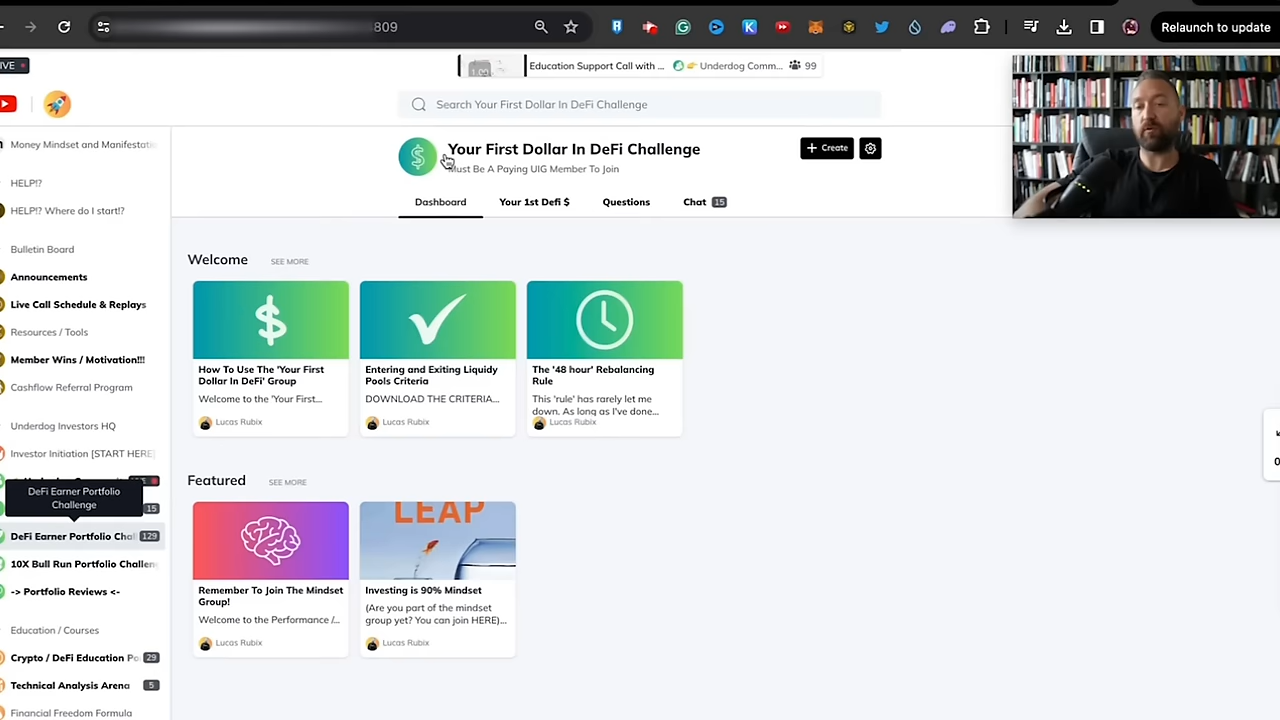 809
Relaunch to update
IVE
Education Support Call with ...
Underdog Comm...
99
Search Your First Dollar In DeFi Challenge
Your First Dollar In DeFi Challenge
Must Be A Paying UIG Member To Join
+ Create
Dashboard
Your 1st Defi $
Questions
Chat 15
Money Mindset and Manifestatio
HELP!?
HELP!? Where do I start!?
Bulletin Board
Announcements
Live Call Schedule & Replays
Resources / Tools
Member Wins / Motivation!!!
Cashflow Referral Program
Underdog Investors HQ
Investor Initiation [START HERE]
DeFi Earner Portfolio
Challenge
15
DeFi Earner Portfolio Chal 129
10X Bull Run Portfolio Challen
-> Portfolio Reviews <-
Education / Courses
Crypto / DeFi Education Po 29
Technical Analysis Arena 5
Financial Freedom Formula
Welcome
SEE MORE
How To Use The 'Your First
Dollar In DeFi' Group
Welcome to the 'Your First...
Lucas Rubix
Entering and Exiting Liquidy
Pools Criteria
DOWNLOAD THE CRITERIA...
Lucas Rubix
The '48 hour' Rebalancing
Rule
This 'rule' has rarely let me
down. As long as I've done...
Lucas Rubix
Featured
SEE MORE
Remember To Join The Mindset
Group!
Welcome to the Performance /...
Lucas Rubix
LEAP
Investing is 90% Mindset
(Are you part of the mindset
group yet? You can join HERE)...
Lucas Rubix